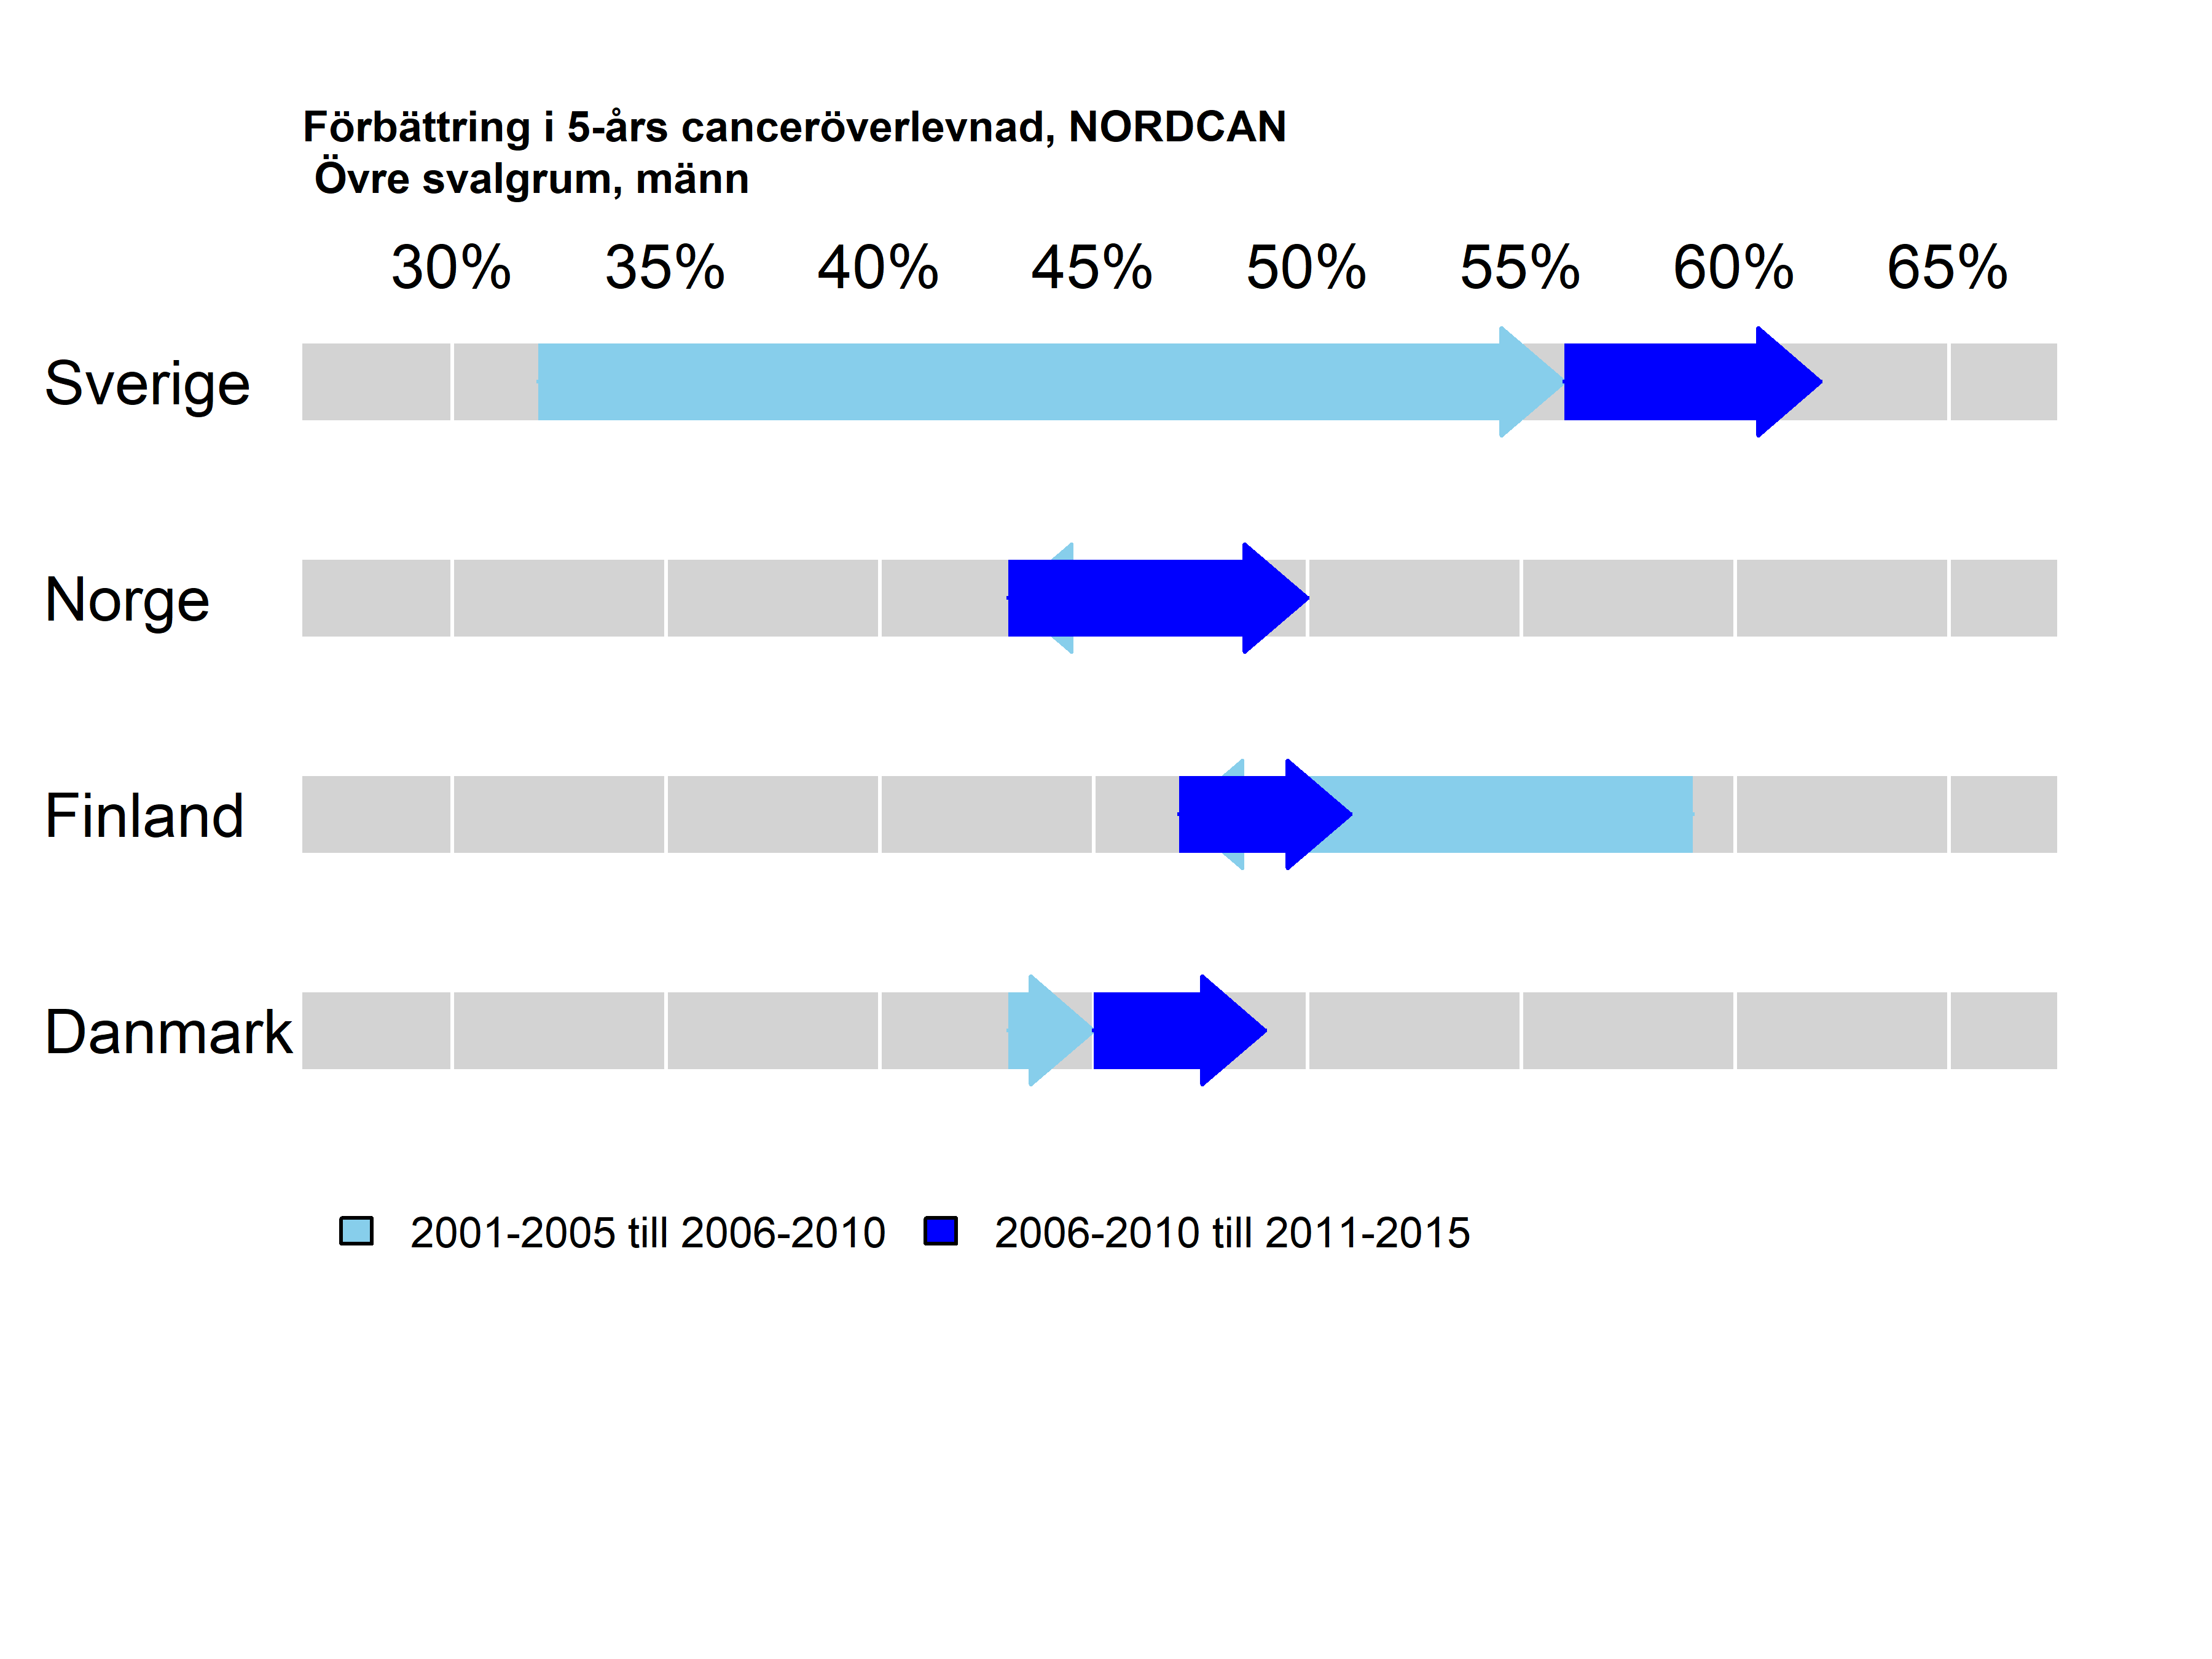 Förbättring i 5-års canceröverlevnad, NORDCAN
Övre svalgrum, männ
30% 35% 40% 45% 50% 55% 60% 65%
Sverige
Norge
Finland
Danmark
2001-2005 till 2006-2010 2006-2010 till 2011-2015